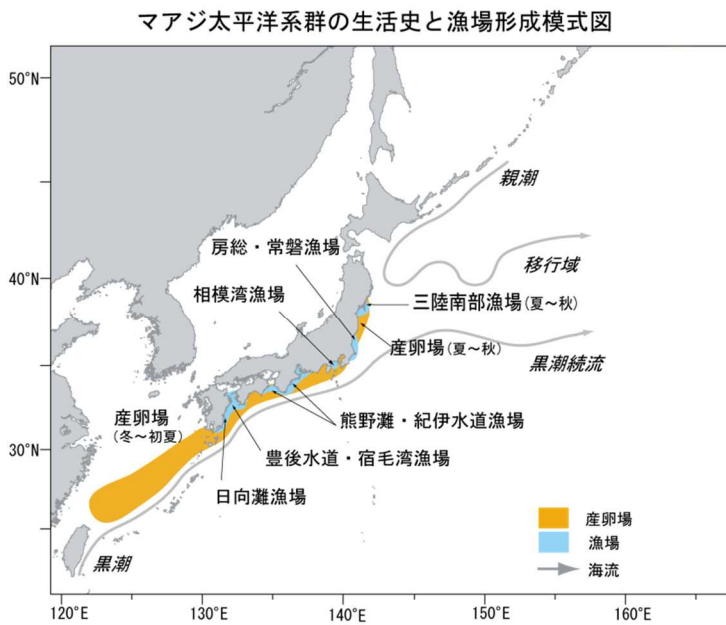 マアジ太平洋系群の生活史と漁場形成模式図
50°N
親潮
房総・常磐漁場
移行域
40°N
相模湾漁場
三陸南部漁場(夏～秋)
産卵場(夏～秋)
黒潮続流
産卵場
(冬～初夏)
熊野灘・紀伊水道漁場
30°N
豊後水道・宿毛湾漁場
日向灘漁場
産卵場
漁場
黒潮
海流
120°E
130°E
140°E
150°E
160°E